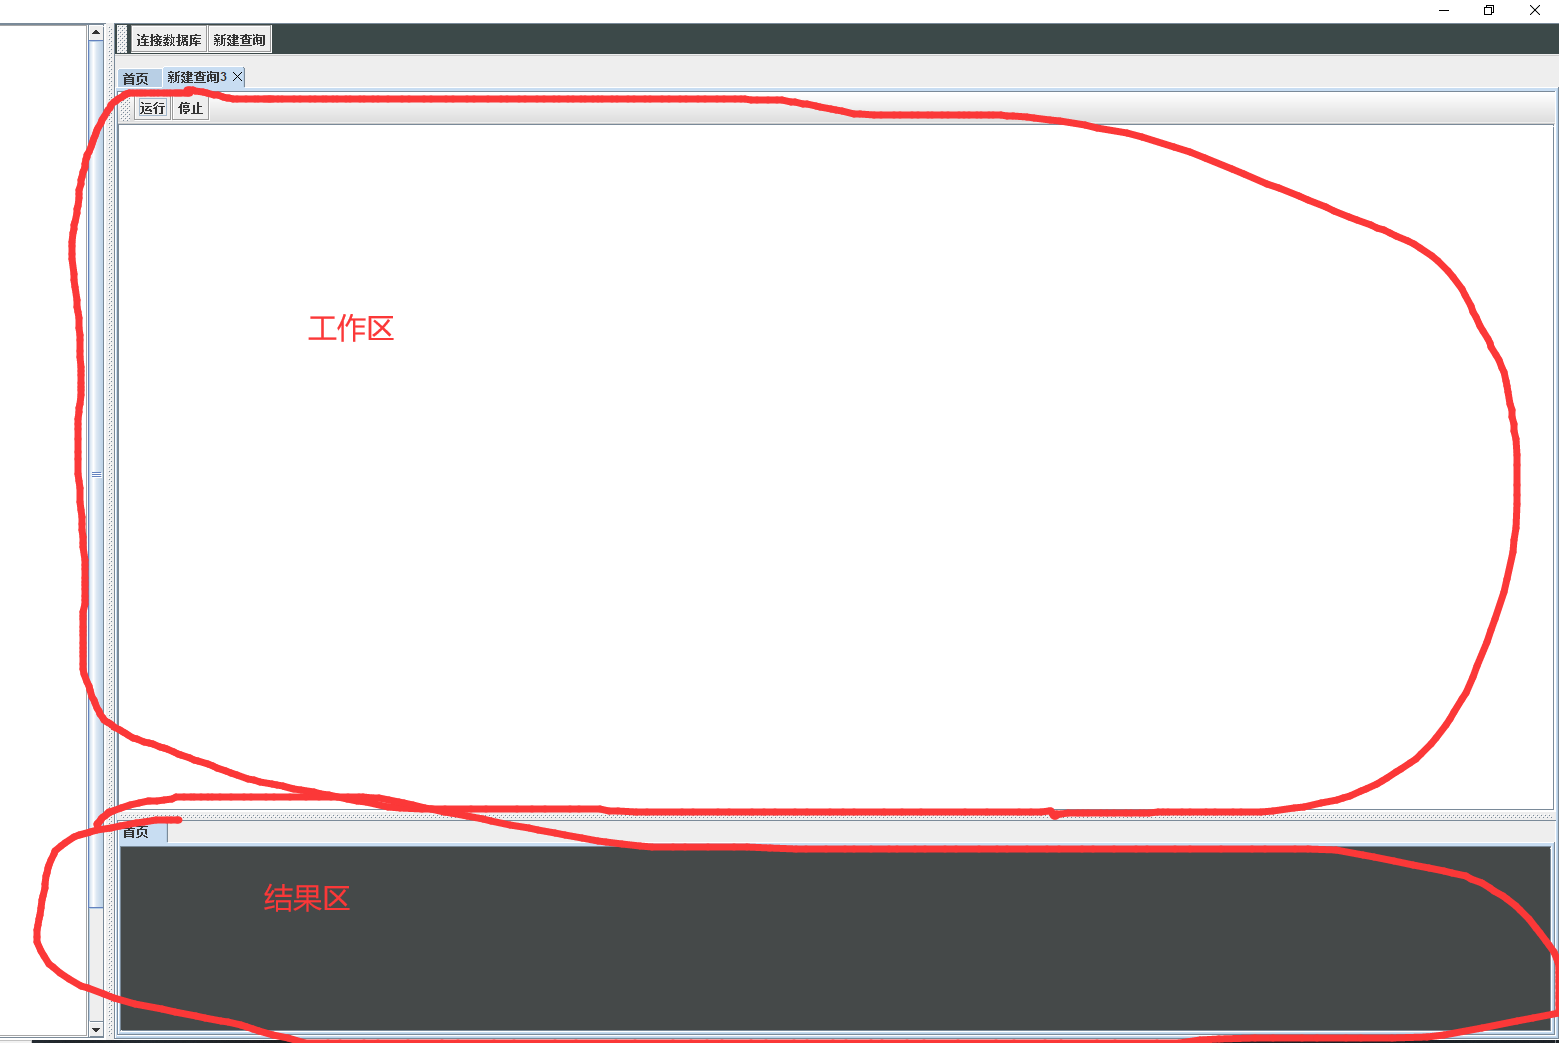 连接数据库 新建查询
首页 新建查询3
运行 停止
工作区
首页
结果区